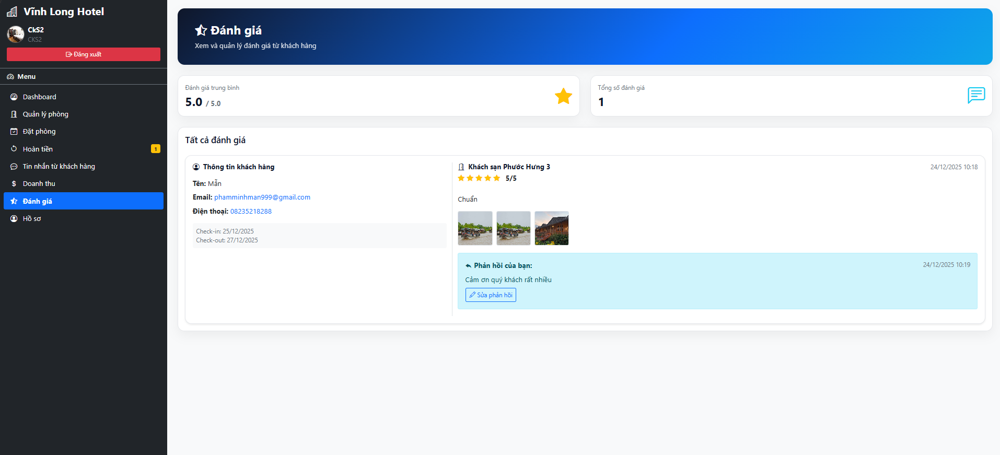 Vĩnh Long Hotel
CkS2
CKS2
Đăng xuất
Menu
Dashboard
Quản lý phòng
Đặt phòng
Hoàn tiền
1
Tin nhắn từ khách hàng
Doanh thu
Đánh giá
Hồ sơ
Đánh giá
Xem và quản lý đánh giá từ khách hàng
Đánh giá trung bình
5.0 / 5.0
Tổng số đánh giá
1
Tất cả đánh giá
Thông tin khách hàng
Tên: Mẫn
Email: phamminhman999@gmail.com
Điện thoại: 08235218288
Check-in: 25/12/2025
Check-out: 27/12/2025
Khách sạn Phước Hưng 3
24/12/2025 10:18
5/5
Chuẩn
Phản hồi của bạn:
24/12/2025 10:19
Cảm ơn quý khách rất nhiều
Sửa phản hồi